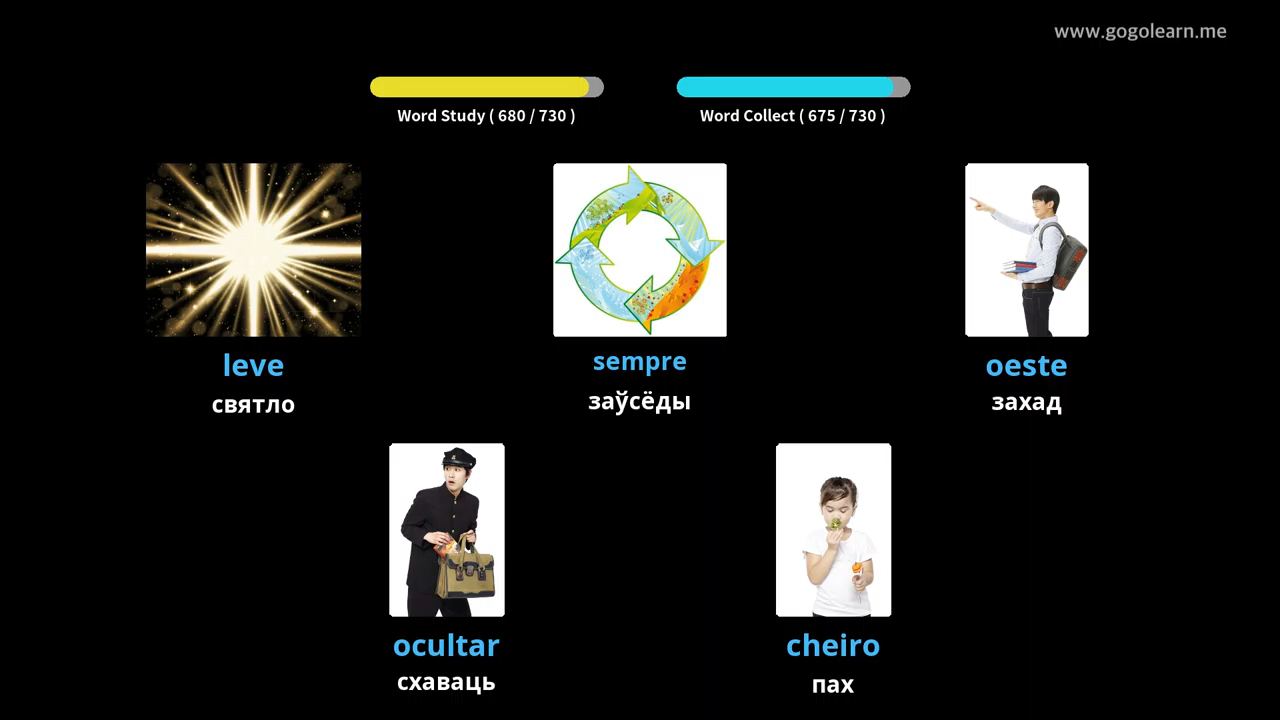 www.gogolearn.me
Word Study ( 680 / 730 )
Word Collect ( 675 / 730 )
leve
святло
sempre
заўсёды
oeste
захад
ocultar
схаваць
cheiro
пах